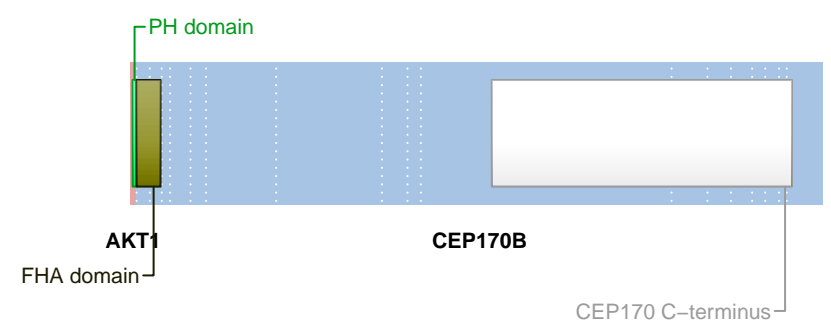 PH domain
AKT1
CEP170B
FHA domain
CEP170 C−terminus